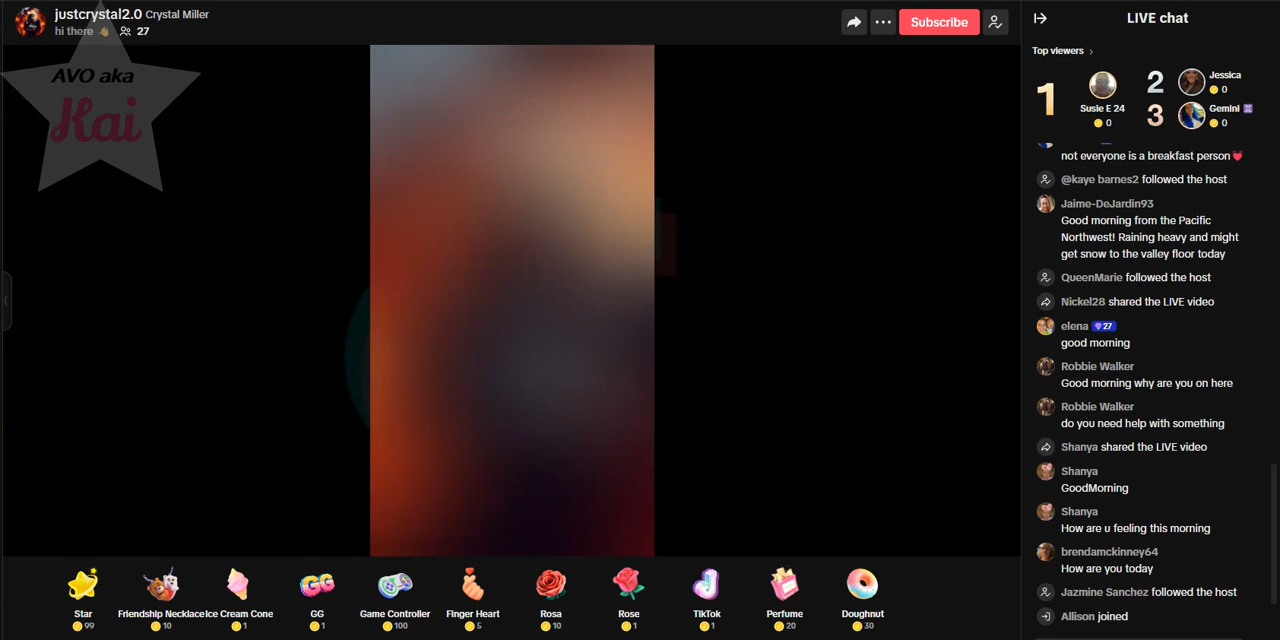 justcrystal2.0 Crystal Miller
hi there 27
Subscribe
AVO aka
Kai
LIVE chat
Top viewers
1
Susie E 24
0
2
Jessica
0
3
Gemini
0
not everyone is a breakfast person
@kaye barnes2 followed the host
Jaime-DeJardin93
Good morning from the Pacific
Northwest! Raining heavy and might
get snow to the valley floor today
QueenMarie followed the host
Nickel28 shared the LIVE video
elena 27
good morning
Robbie Walker
Good morning why are you on here
Robbie Walker
do you need help with something
Shanya shared the LIVE video
Shanya
GoodMorning
Shanya
How are u feeling this morning
brendamckinney64
How are you today
Jazmine Sanchez followed the host
Allison joined
GG
Star Friendship Necklace Ice Cream Cone GG Game Controller Finger Heart Rosa Rose TikTok Perfume Doughnut
99 10 1 1 100 5 10 1 1 20 30